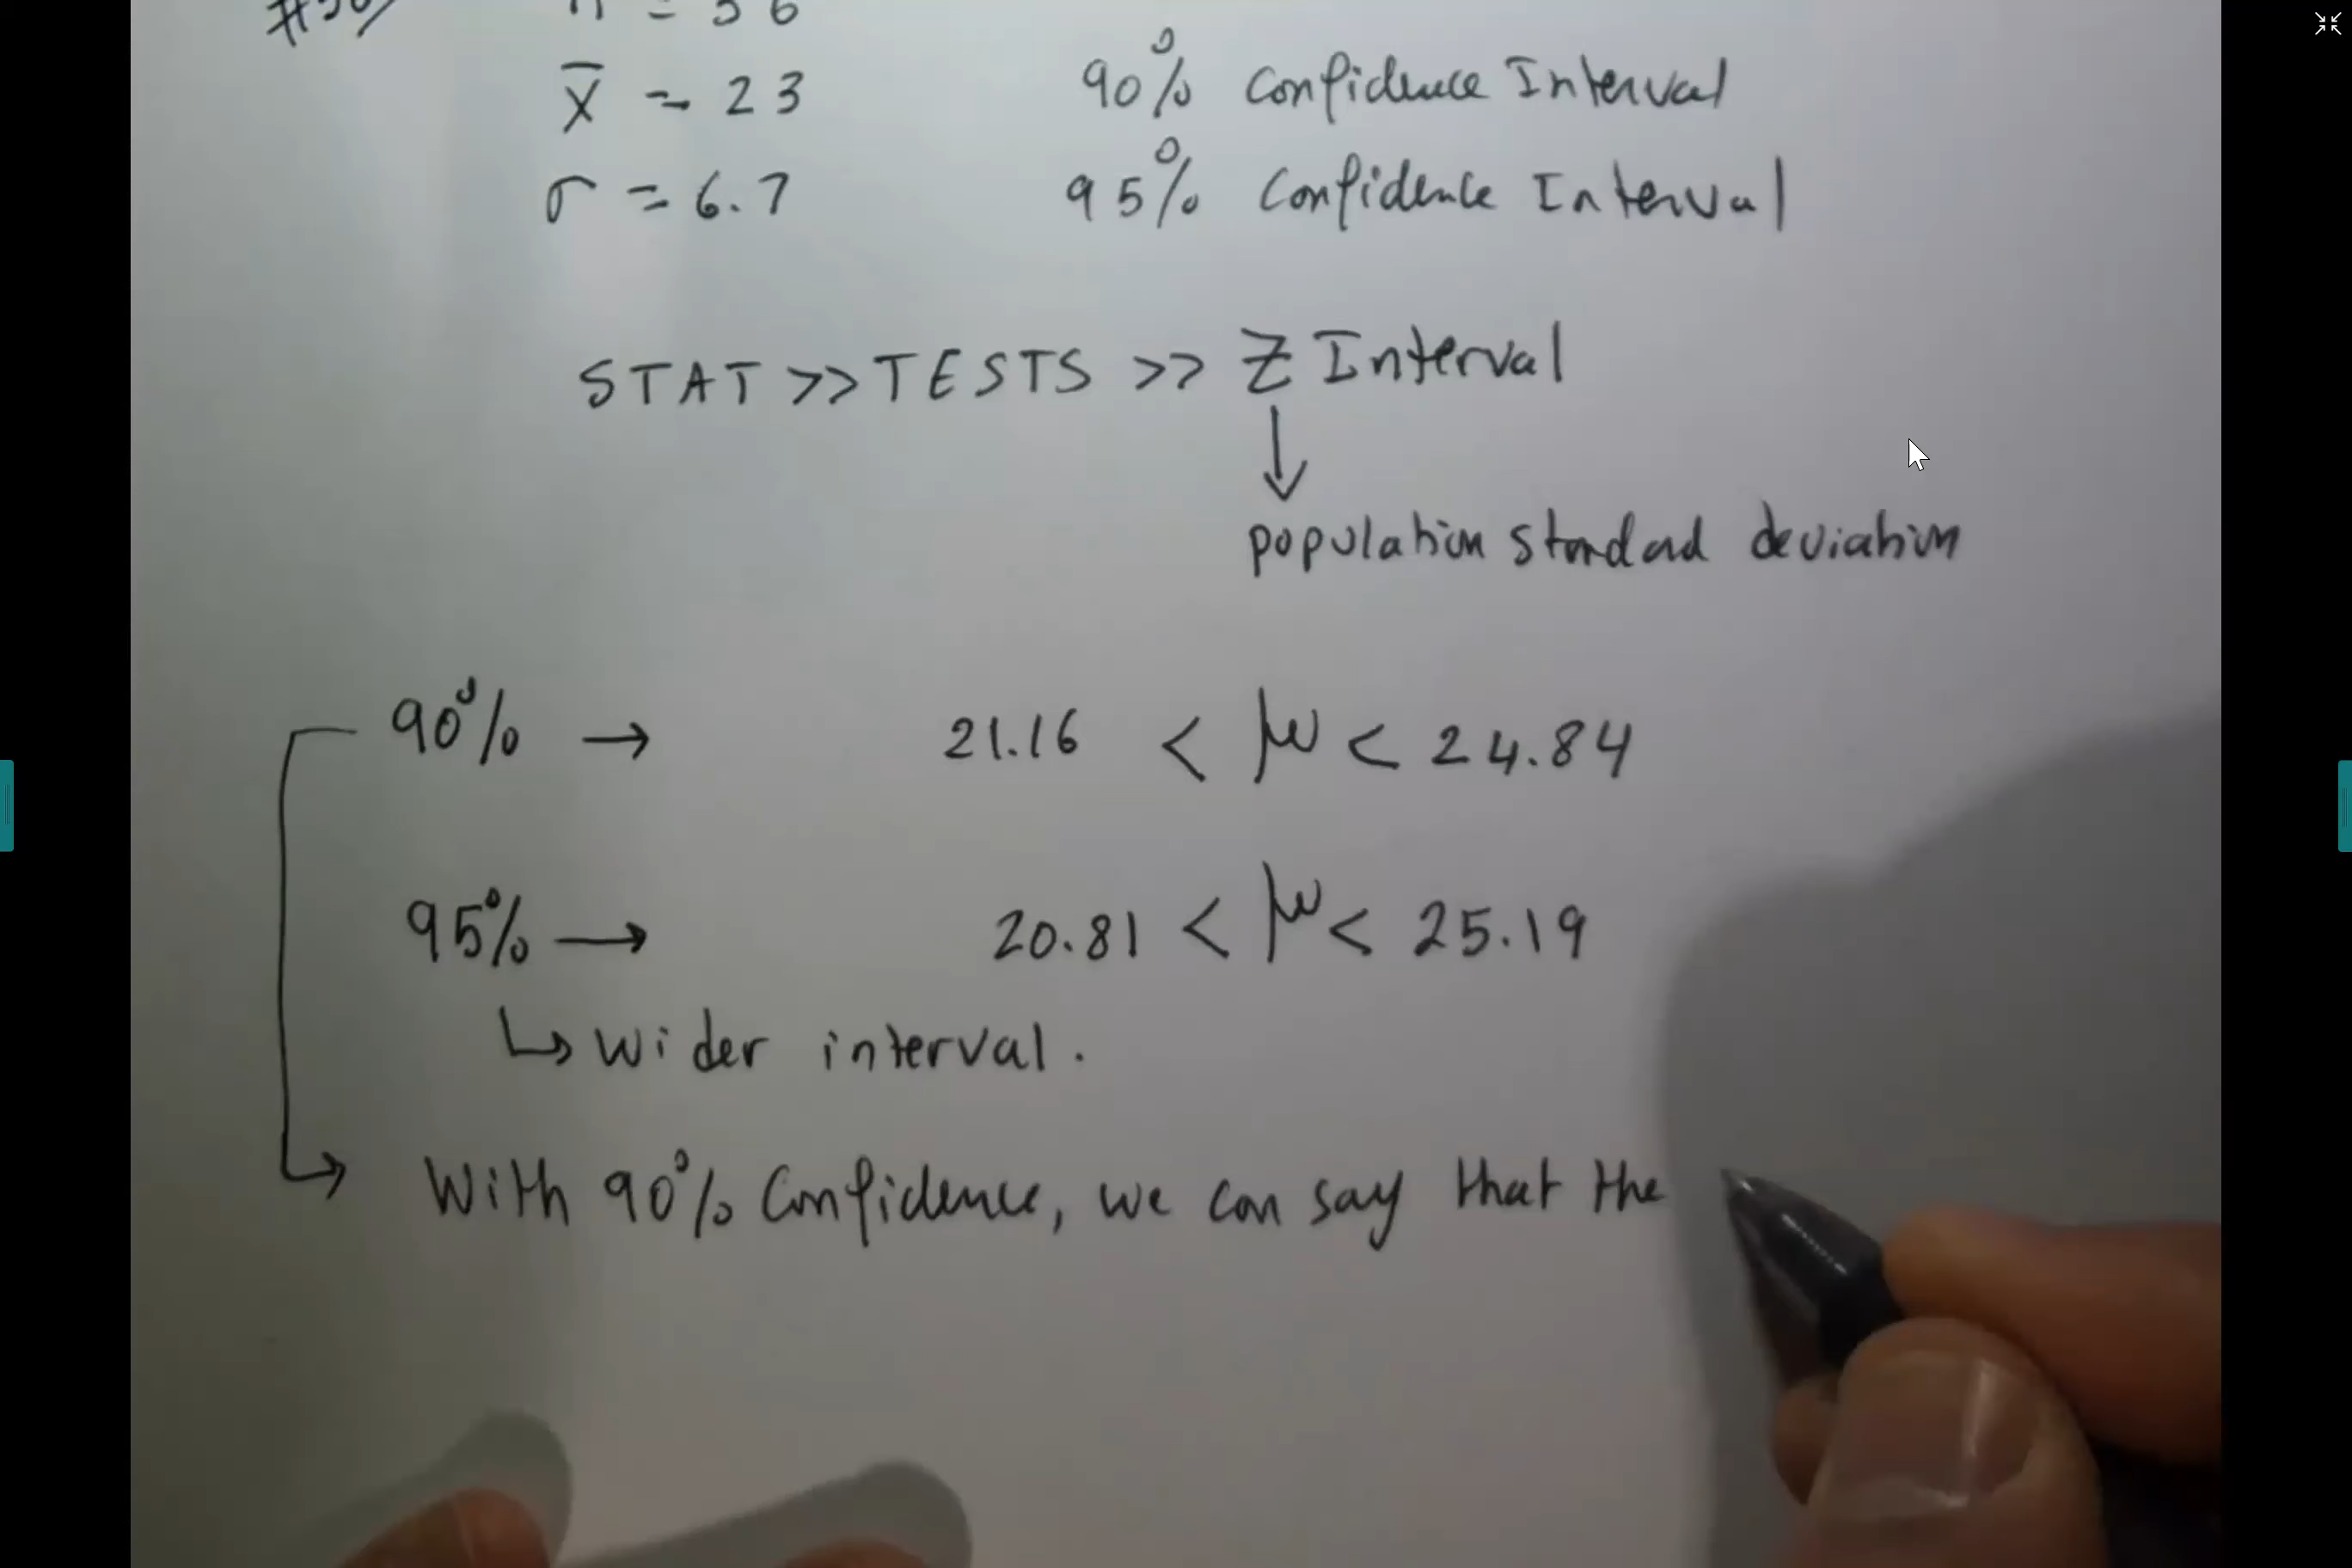 n = 36
x̄ = 23
90% Confidence Interval
σ = 6.7
95% Confidence Interval
STAT >> TESTS >> Z Interval
↓
population standard deviation
90% → 21.16 < μ < 24.84
95% → 20.81 < μ < 25.19
↳ wider interval.
↳ With 90% Confidence, we can say that the